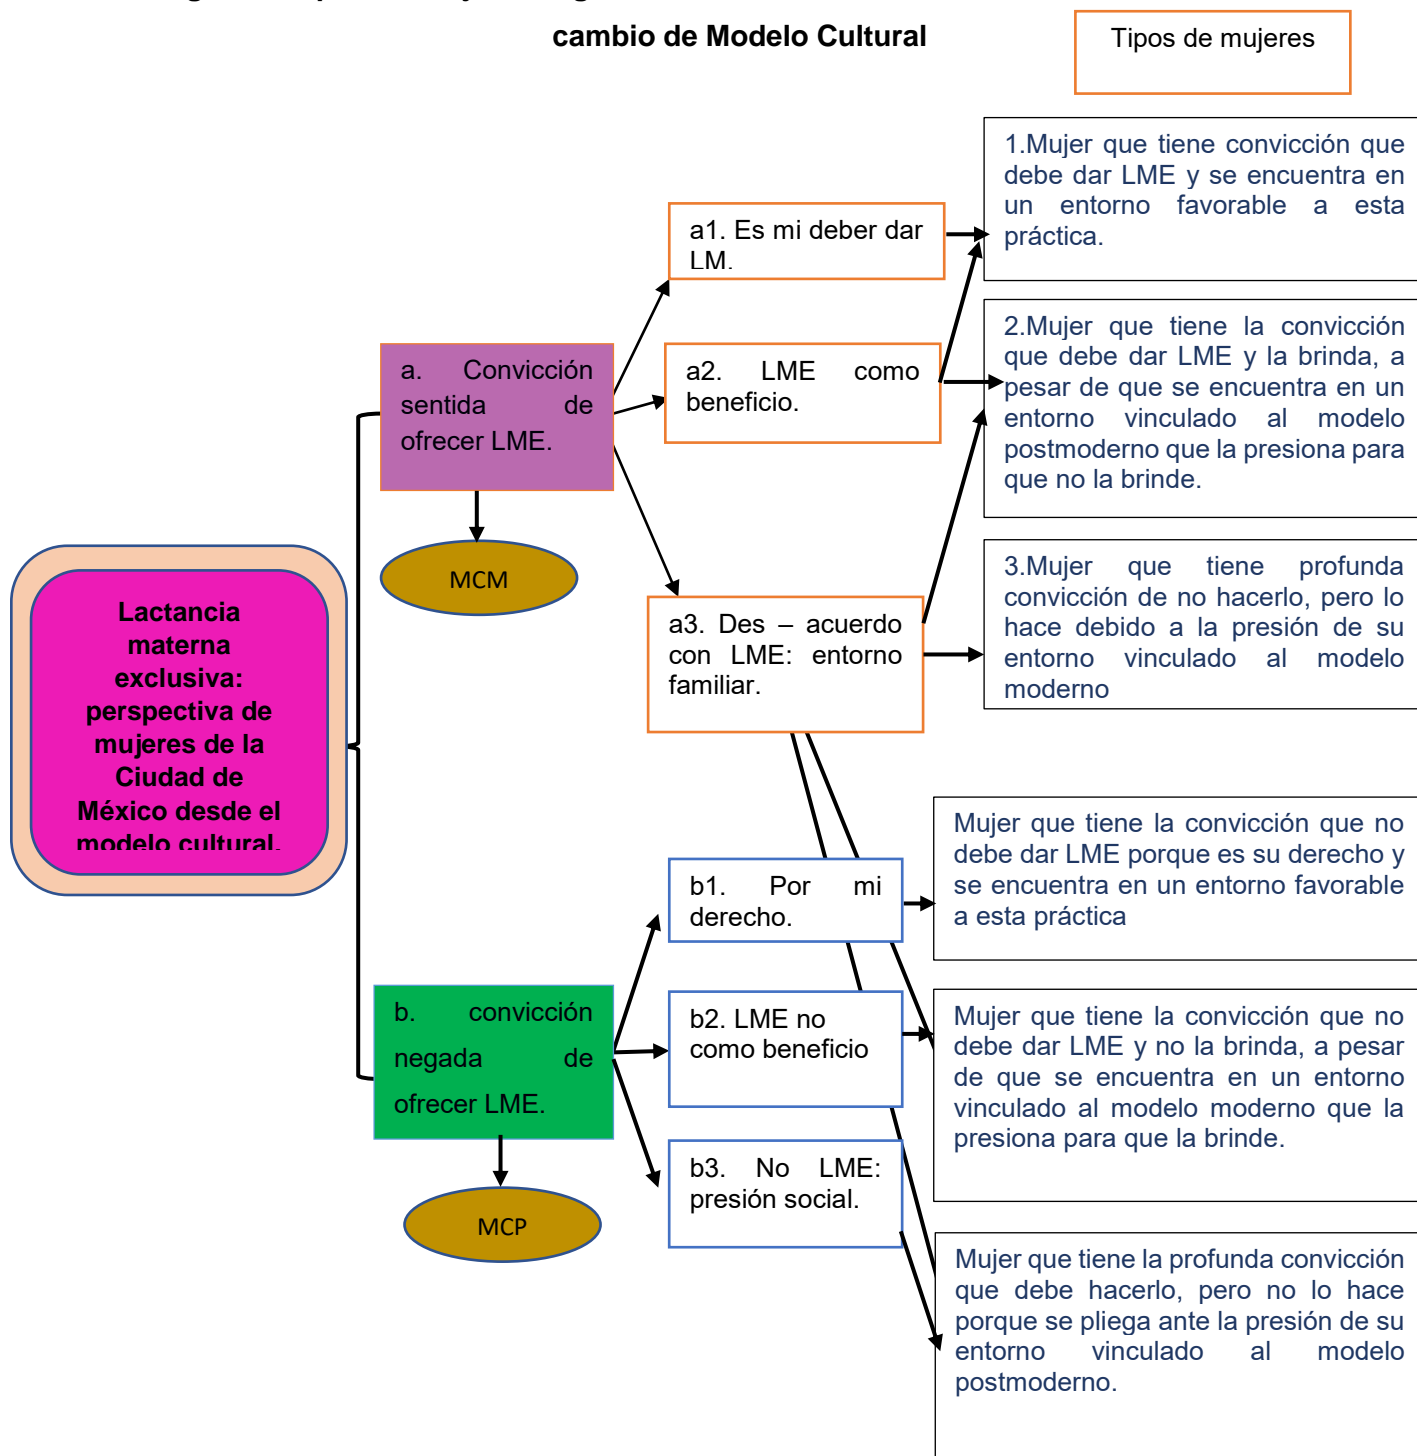 cambio de Modelo Cultural
Tipos de mujeres
1.Mujer que tiene convicción que
debe dar LME y se encuentra en
un entorno favorable a esta
práctica.
a1. Es mi deber dar
LM.
2.Mujer que tiene la convicción
que debe dar LME y la brinda, a
pesar de que se encuentra en un
entorno vinculado al modelo
postmoderno que la presiona para
que no la brinde.
a. Convicción
sentida de
ofrecer LME.
a2. LME como
beneficio.
MCM
3.Mujer que tiene profunda
convicción de no hacerlo, pero lo
hace debido a la presión de su
entorno vinculado al modelo
moderno
a3. Des – acuerdo
con LME: entorno
familiar.
Lactancia
materna
exclusiva:
perspectiva de
mujeres de la
Ciudad de
México desde el
modelo cultural.
Mujer que tiene la convicción que no
debe dar LME porque es su derecho y
se encuentra en un entorno favorable
a esta práctica
b1. Por mi
derecho.
b. convicción
negada de
ofrecer LME.
b2. LME no
como beneficio
Mujer que tiene la convicción que no
debe dar LME y no la brinda, a pesar
de que se encuentra en un entorno
vinculado al modelo moderno que la
presiona para que la brinde.
b3. No LME:
presión social.
MCP
Mujer que tiene la profunda convicción
que debe hacerlo, pero no lo hace
porque se pliega ante la presión de su
entorno vinculado al modelo
postmoderno.